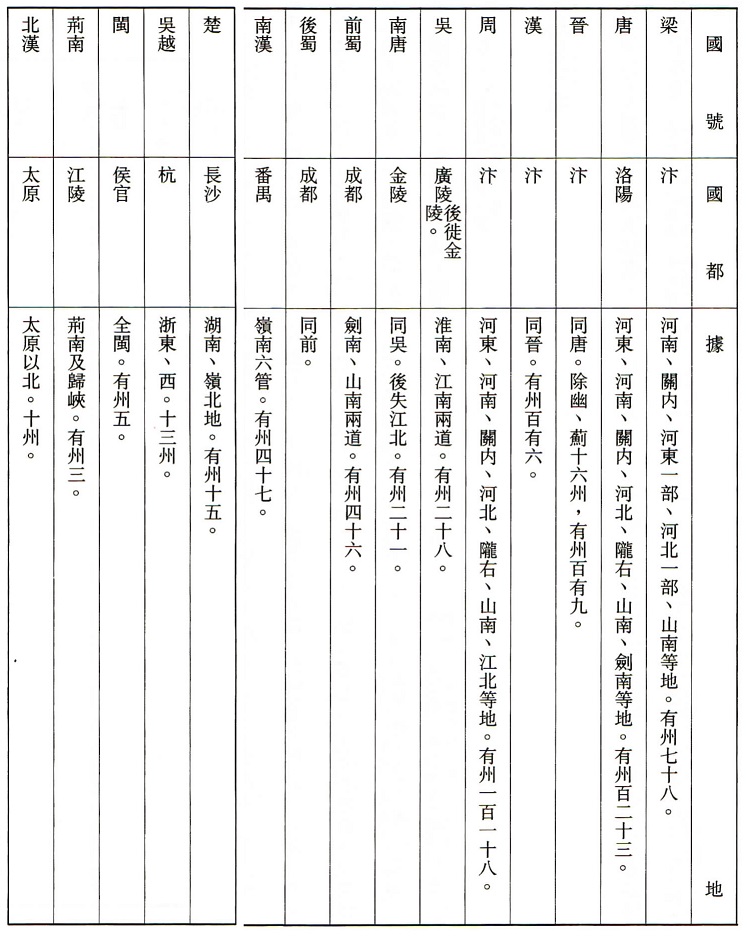 國號 國都 據地
梁 汴 河南、關內、河東一部、河北一部、山南等地。有州七十八。
唐 洛陽 河東、河南、關內、河北、隴右、山南、劍南等地。有州百二十三。
晉 汴 同唐。除幽、薊十六州，有州百有九。
漢 汴 同晉。有州百有六。
周 汴 河東、河南、關內、河北、隴右、山南、江北等地。有州一百一十八。
吳 廣陵後徙金陵。 淮南、江南兩道。有州二十八。
南唐 金陵 同吳。後失江北。有州二十一。
前蜀 成都 劍南、山南兩道。有州四十六。
後蜀 成都 同前。
南漢 番禺 嶺南六管。有州四十七。
楚 長沙 湖南、嶺北地。有州十五。
吳越 杭 浙東、西。十三州。
閩 侯官 全閩。有州五。
荊南 江陵 荊南及歸峽。有州三。
北漢 太原 太原以北。十州。